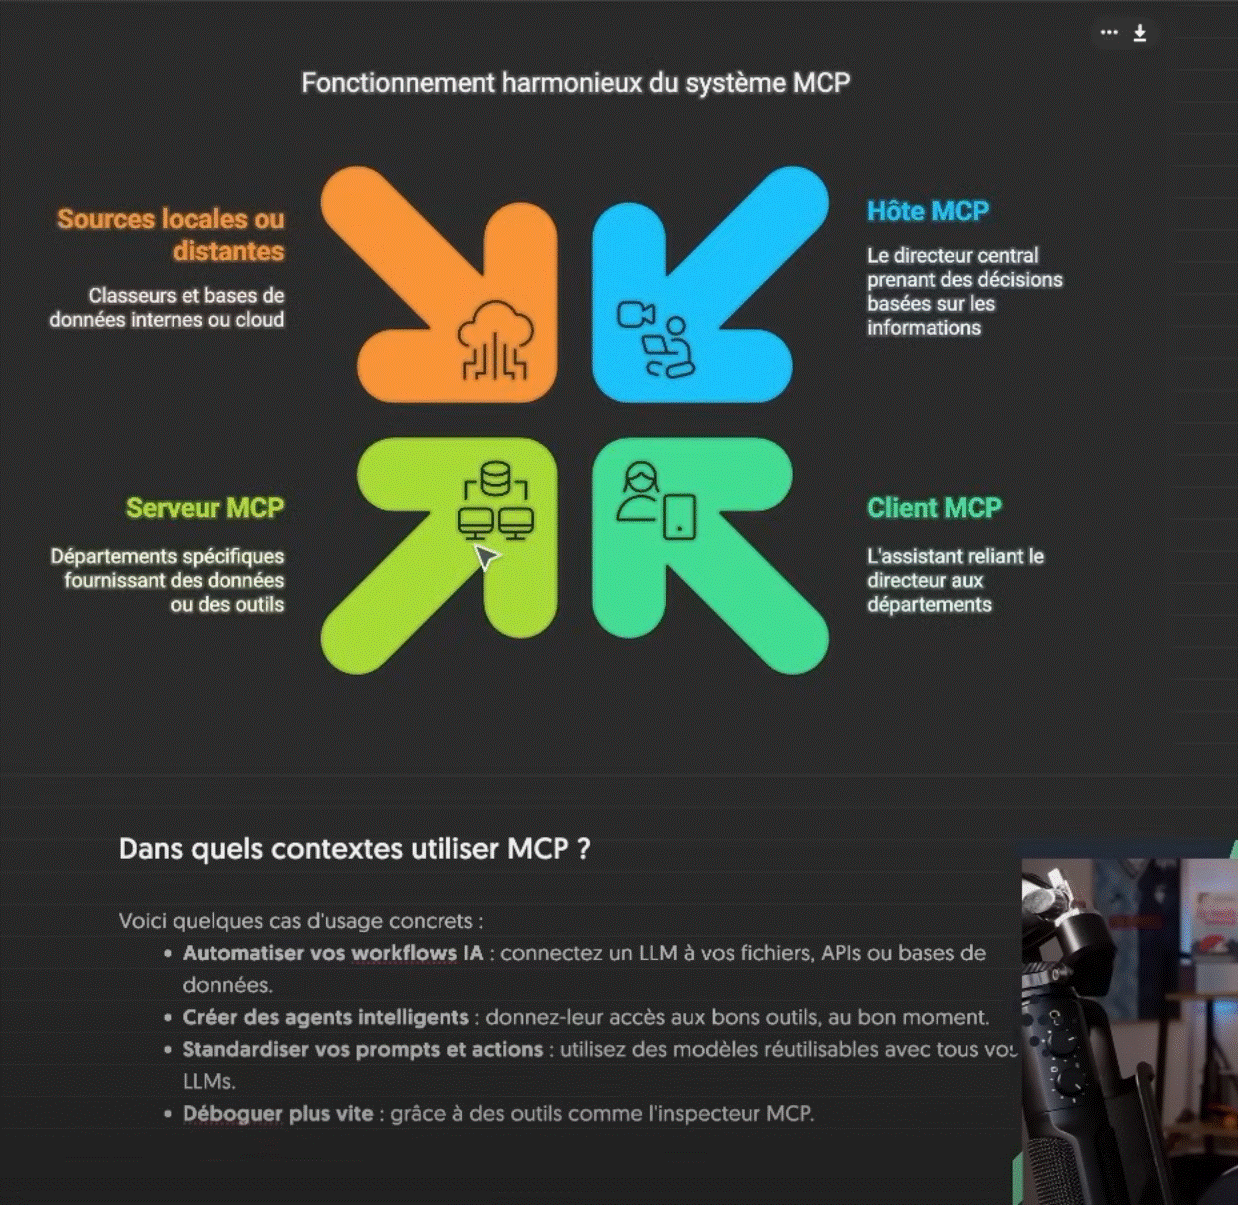 Fonctionnement harmonieux du système MCP
Sources locales ou
distantes
Classeurs et bases de
données internes ou cloud
Hôte MCP
Le directeur central
prenant des décisions
basées sur les
informations
Serveur MCP
Départements spécifiques
fournissant des données
ou des outils
Client MCP
L'assistant reliant le
directeur aux
départements
Dans quels contextes utiliser MCP ?
Voici quelques cas d'usage concrets :
• Automatiser vos workflows IA : connectez un LLM à vos fichiers, APIs ou bases de
données.
• Créer des agents intelligents : donnez-leur accès aux bons outils, au bon moment.
• Standardiser vos prompts et actions : utilisez des modèles réutilisables avec tous vos
LLMs.
• Déboguer plus vite : grâce à des outils comme l'inspecteur MCP.